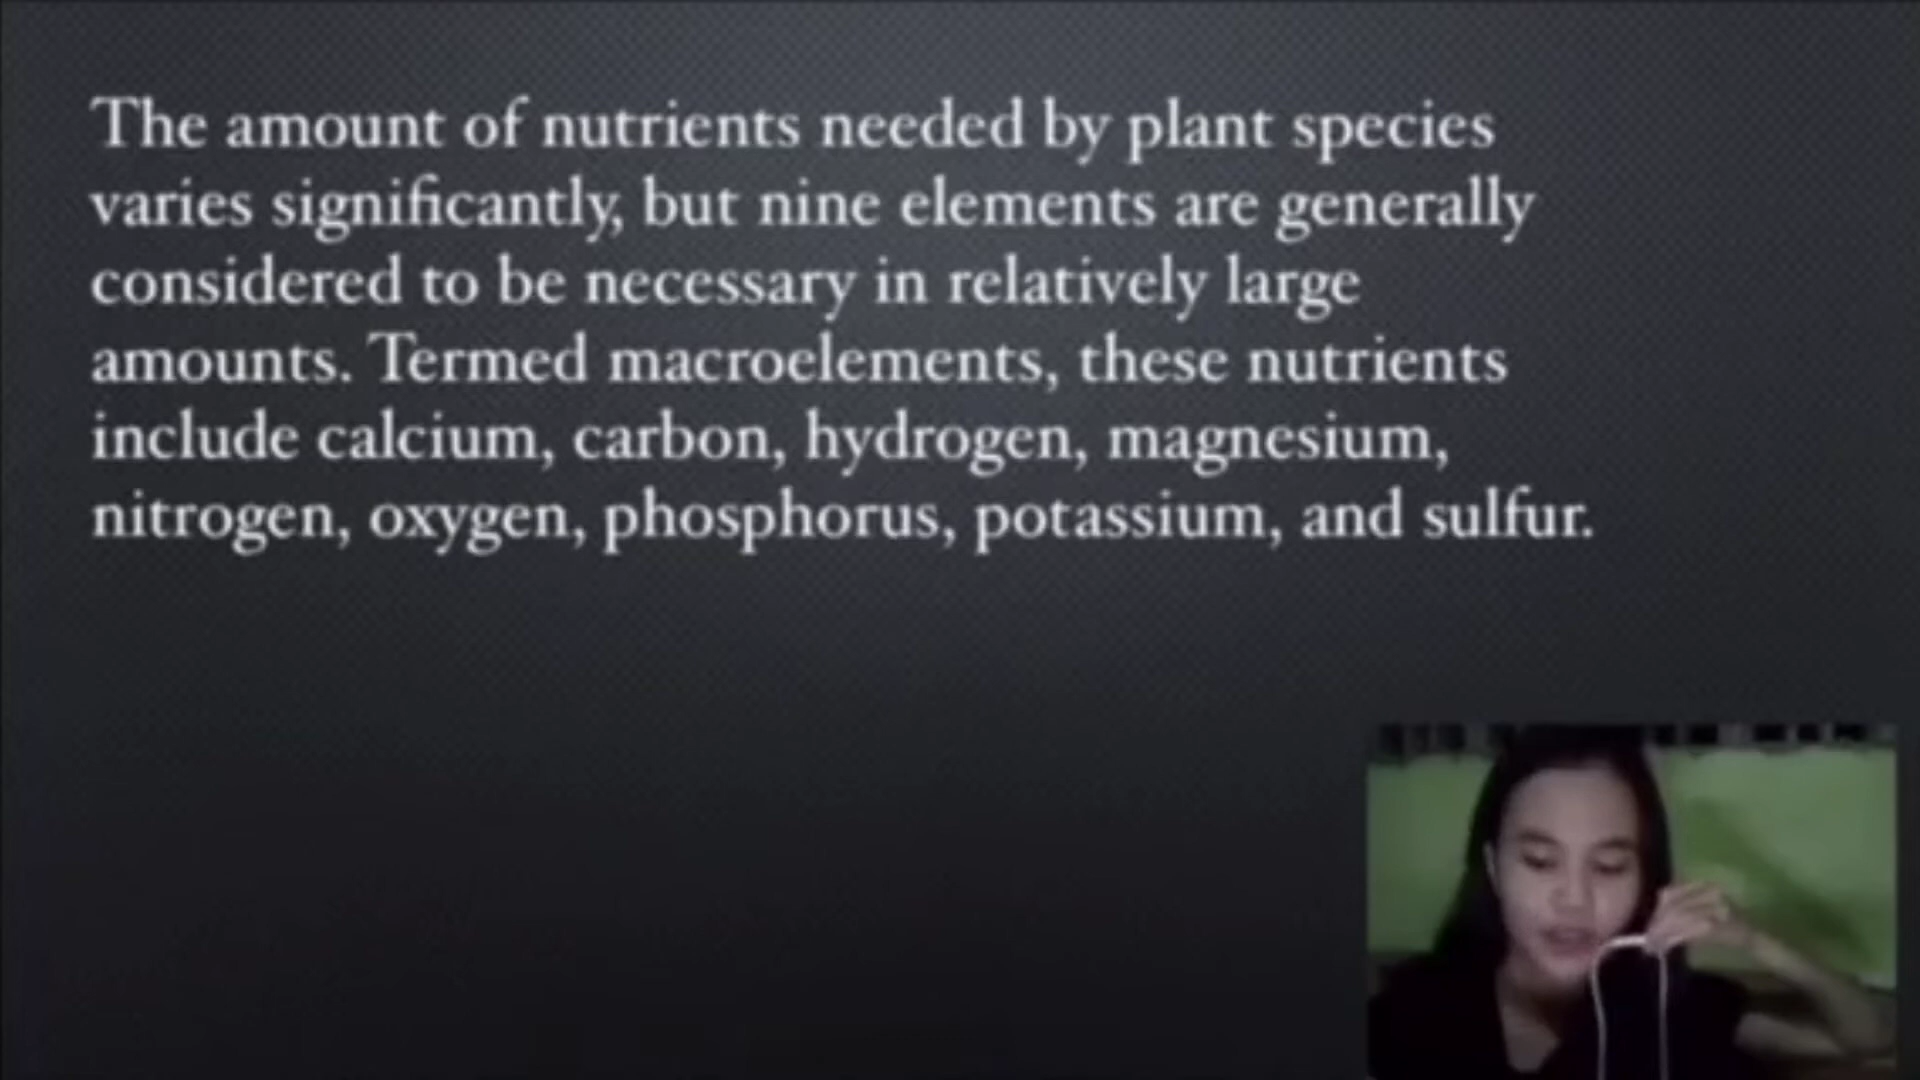 The amount of nutrients needed by plant species
varies significantly, but nine elements are generally
considered to be necessary in relatively large
amounts. Termed macroelements, these nutrients
include calcium, carbon, hydrogen, magnesium,
nitrogen, oxygen, phosphorus, potassium, and sulfur.